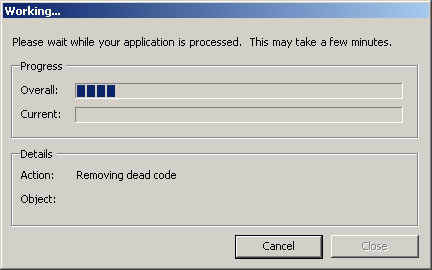 Working...
Please wait while your application is processed.  This may take a few minutes.
Progress
Overall:
Current:
Details
Action: Removing dead code
Object:
Cancel Close